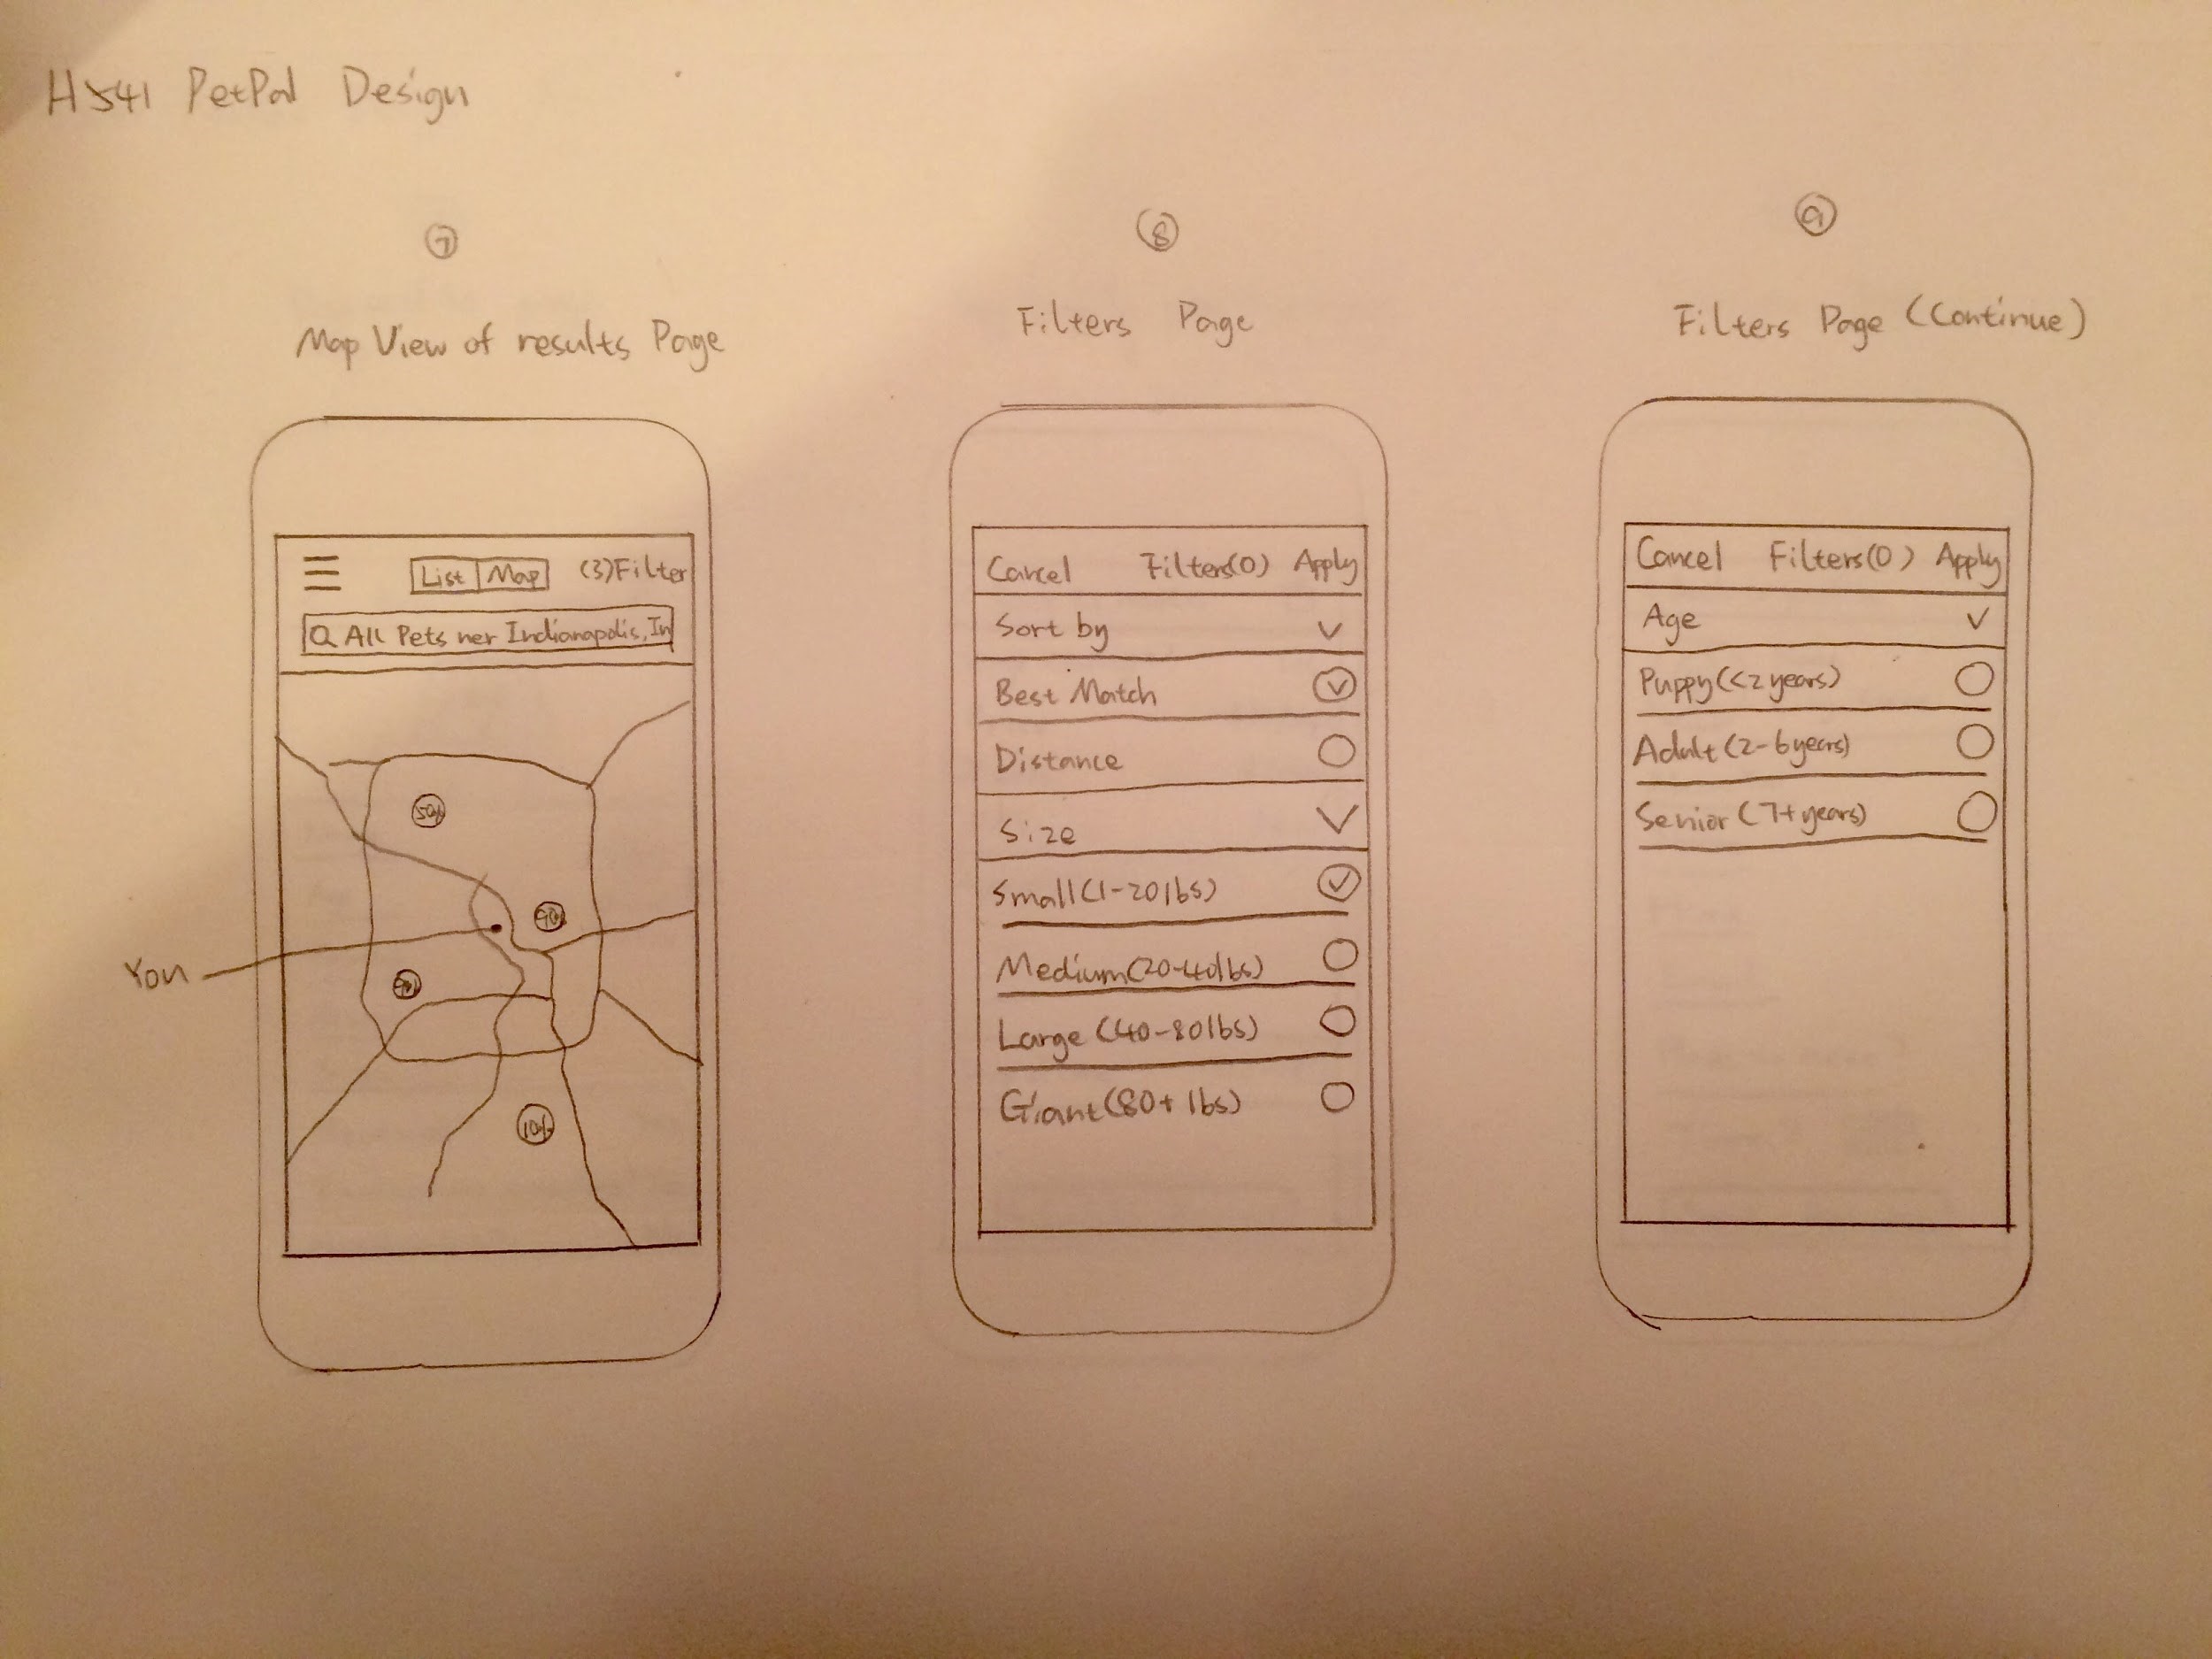 H541 PetPal Design
7
Map View of results Page
List Map (3)Filter
All Pets ner Indianapolis, In
50%
90%
You
10%
8
Filters Page
Cancel Filters(0) Apply
Sort by
Best Match
Distance
Size
Small(1-20lbs)
Medium(20-40lbs)
Large (40-80lbs)
Giant(80+ lbs)
9
Filters Page (Continue)
Cancel Filters(0) Apply
Age
Puppy(<2years)
Adult(2-6years)
Senior(7+years)